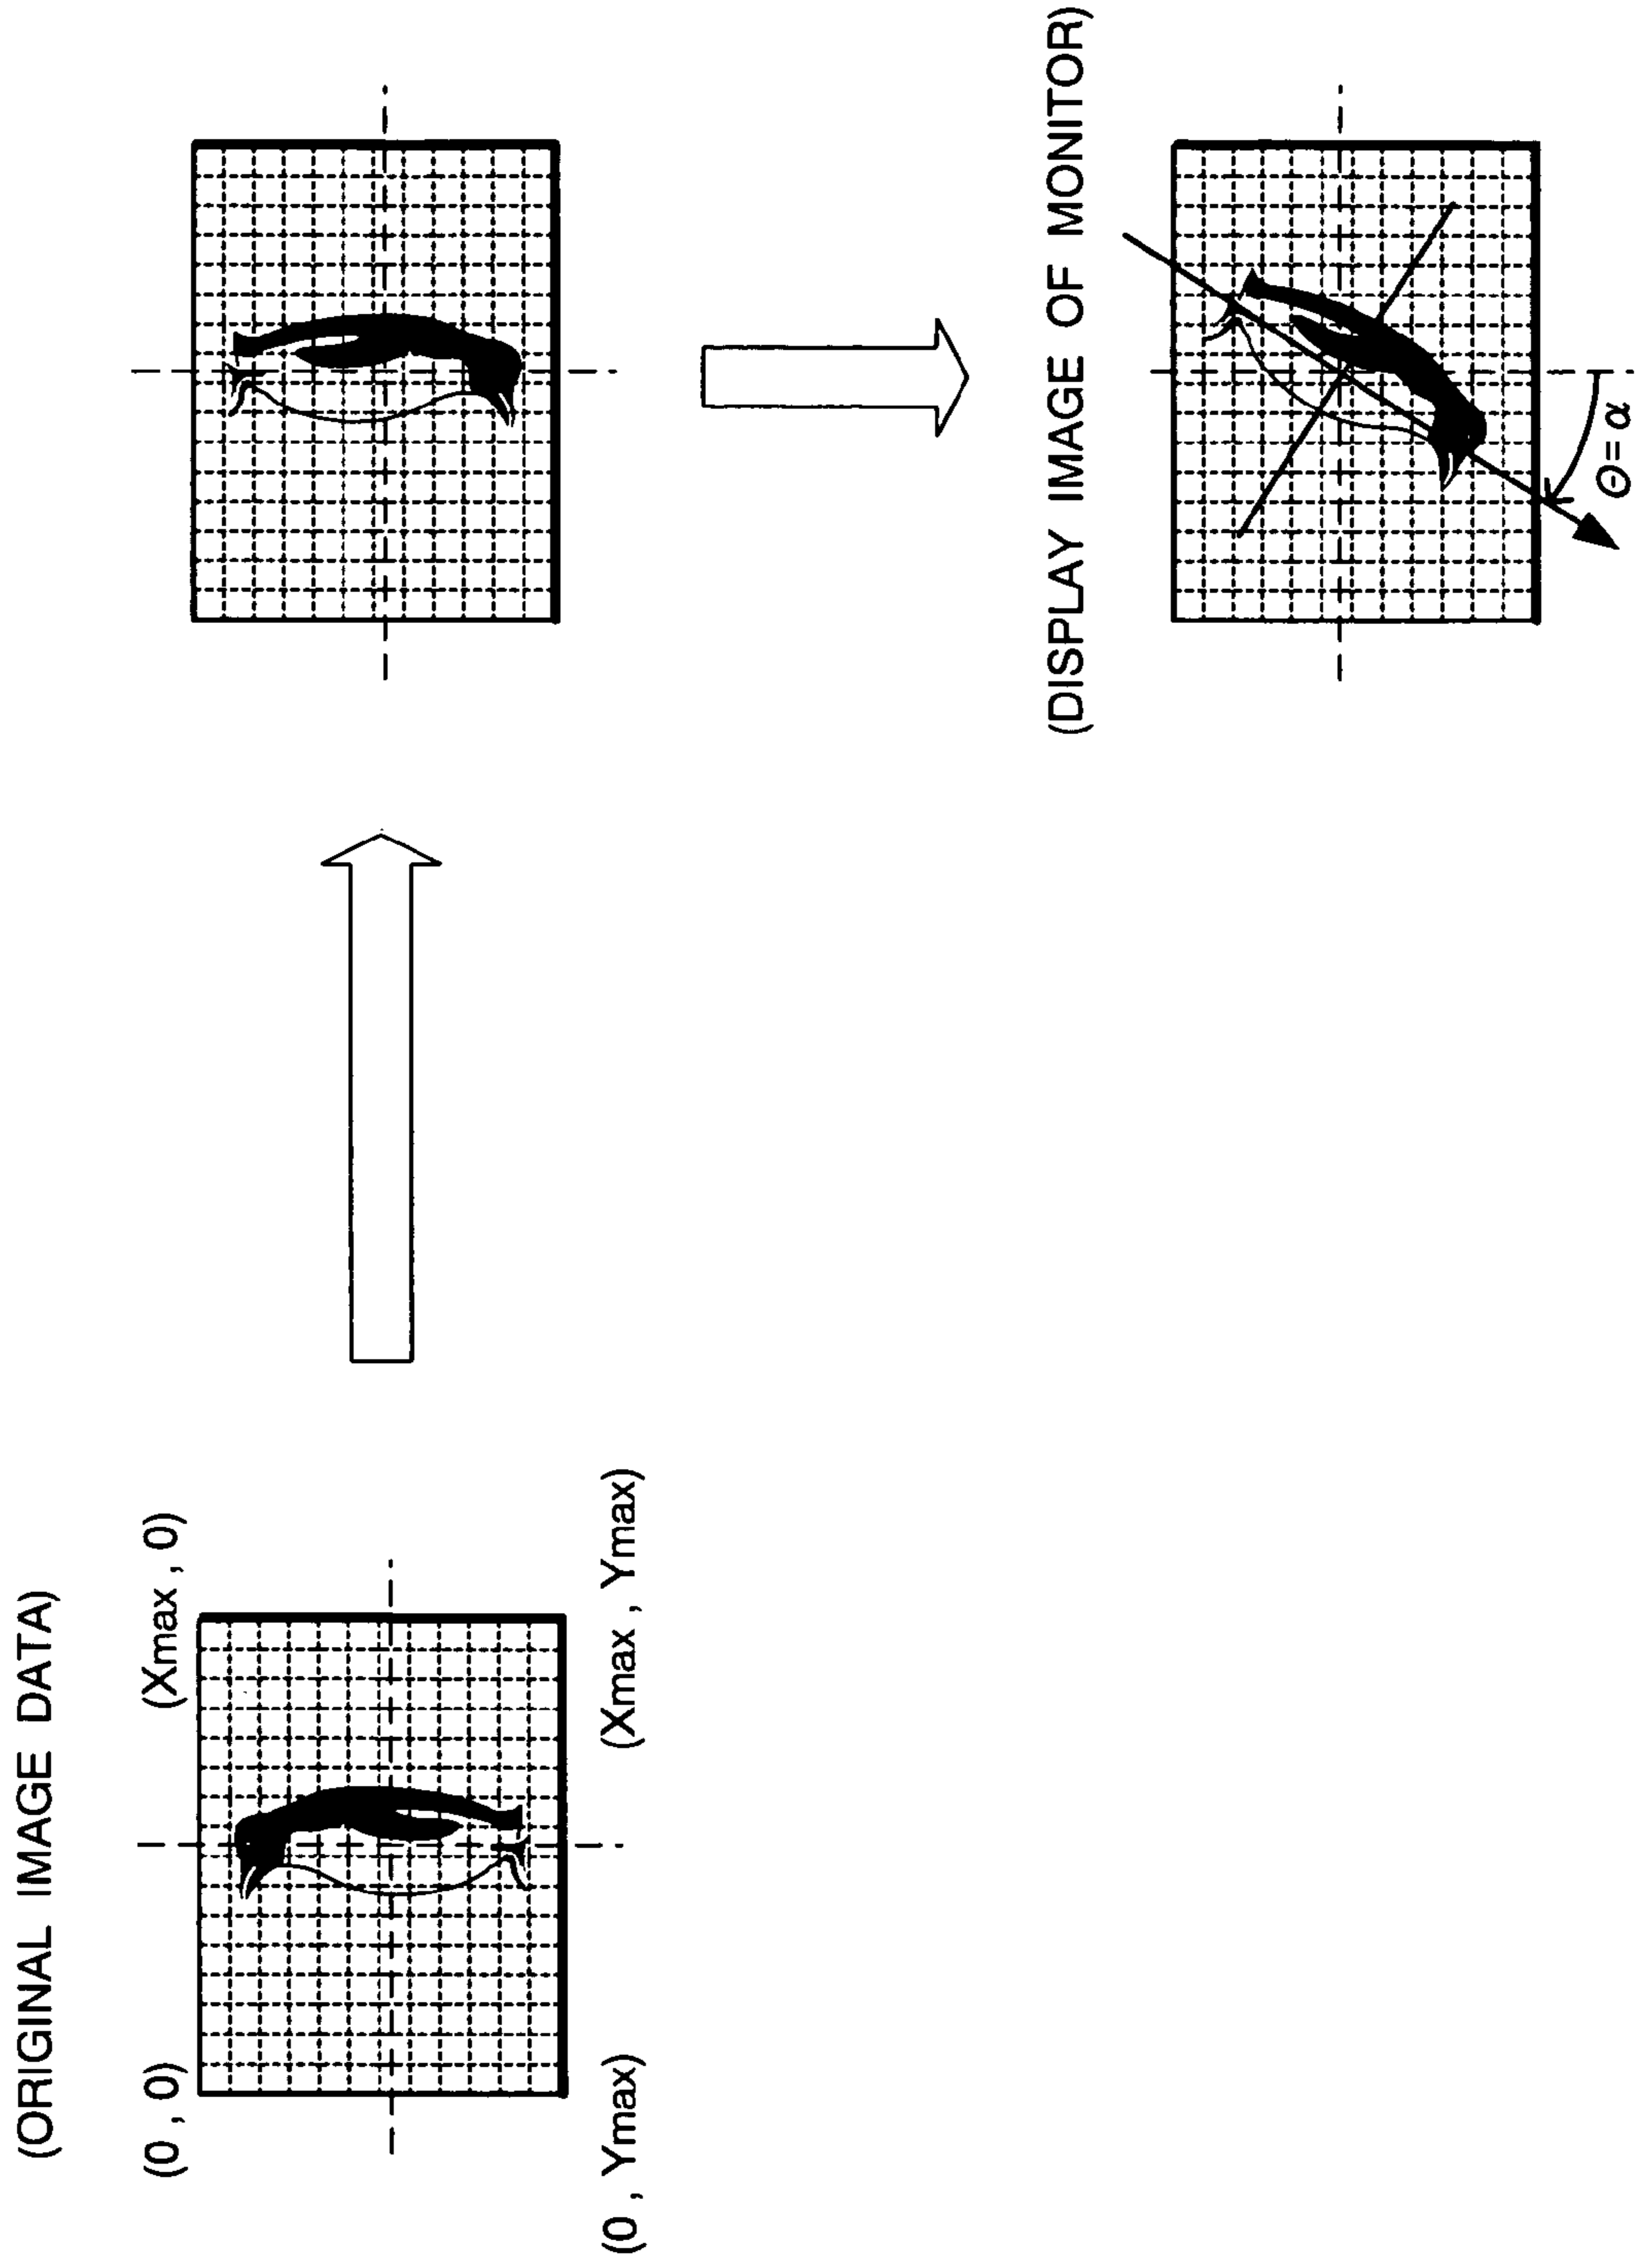 (ORIGINAL IMAGE DATA)
(0 , 0)
(Xmax , 0)
(0 , Ymax)
(Xmax , Ymax)
(DISPLAY IMAGE OF MONITOR)
Θ= α